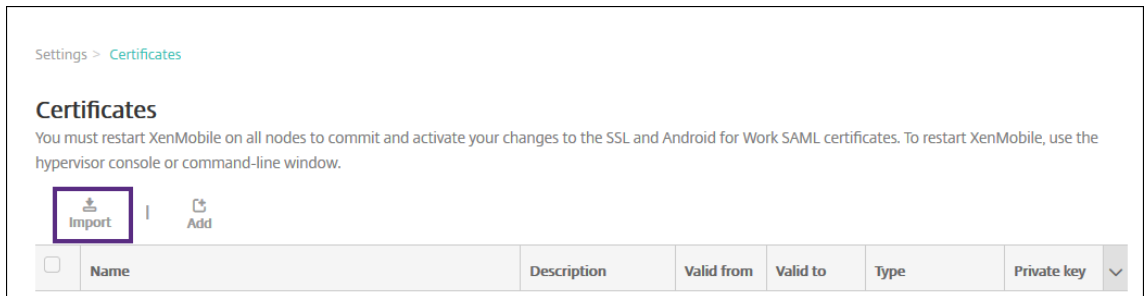 Settings > Certificates
Certificates
You must restart XenMobile on all nodes to commit and activate your changes to the SSL and Android for Work SAML certificates. To restart XenMobile, use the
hypervisor console or command-line window.
Import | Add
Name Description Valid from Valid to Type Private key